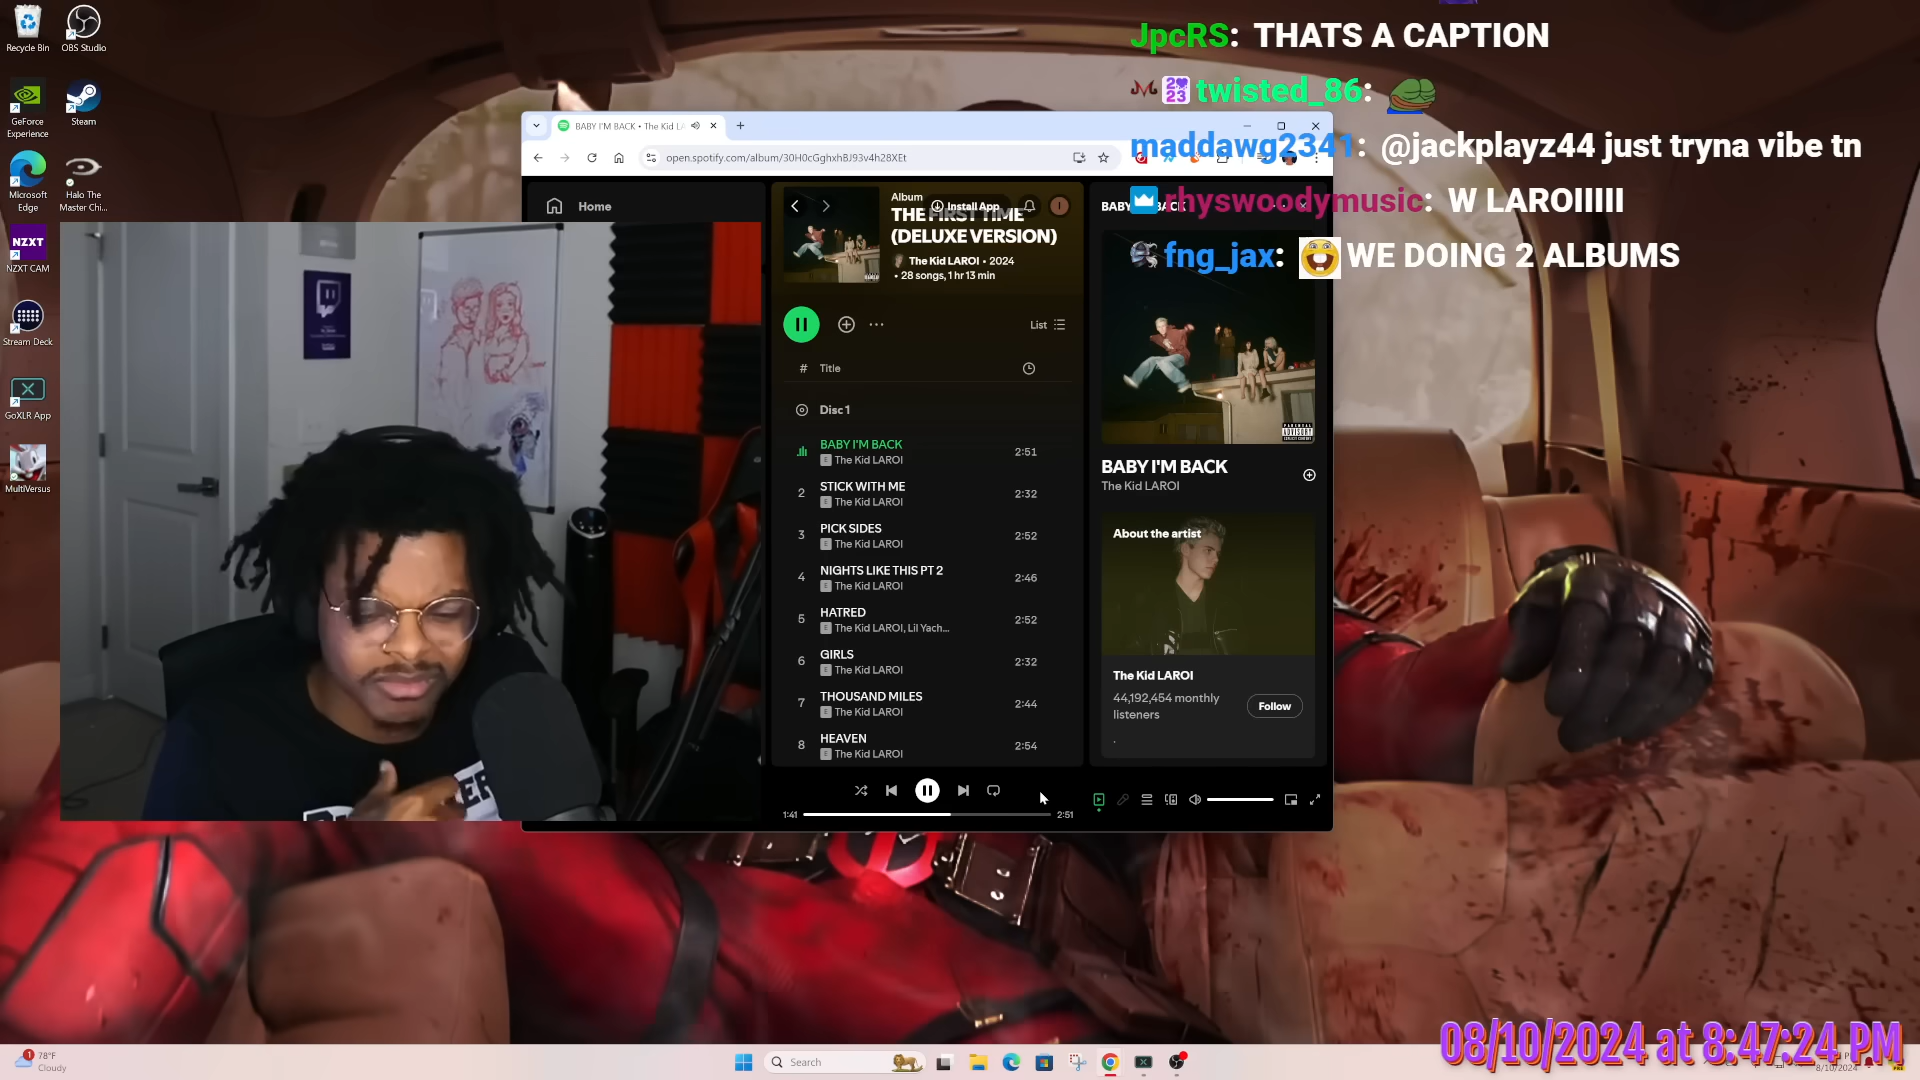 Recycle Bin
OBS Studio
GeForce Experience
Steam
Microsoft Edge
Halo The Master Chi...
NZXT
NZXT CAM
Stream Deck
GoXLR App
MultiVersus
JpcRS: THATS A CAPTION
twisted_86:
maddawg2341: @jackplayz44 just tryna vibe tn
rhyswoodymusic: W LAROIIIII
fng_jax: WE DOING 2 ALBUMS
BABY I'M BACK • The Kid L
open.spotify.com/album/30H0cGghxhBJ93v4h28XEt
Home
Album
Install App
THE FIRST TIME
(DELUXE VERSION)
The Kid LAROI • 2024
• 28 songs, 1 hr 13 min
List
# Title
Disc 1
BABY I'M BACK
E The Kid LAROI
2:51
2 STICK WITH ME
E The Kid LAROI
2:32
3 PICK SIDES
E The Kid LAROI
2:52
4 NIGHTS LIKE THIS PT 2
E The Kid LAROI
2:46
5 HATRED
E The Kid LAROI, Lil Yach...
2:52
6 GIRLS
E The Kid LAROI
2:32
7 THOUSAND MILES
E The Kid LAROI
2:44
8 HEAVEN
E The Kid LAROI
2:54
1:41
2:51
PARENTAL
ADVISORY
BABY I'M BACK
The Kid LAROI
About the artist
The Kid LAROI
44,192,454 monthly
listeners
Follow
78°F
Cloudy
Search
08/10/2024 at 8:47:24 PM
8/10/2024